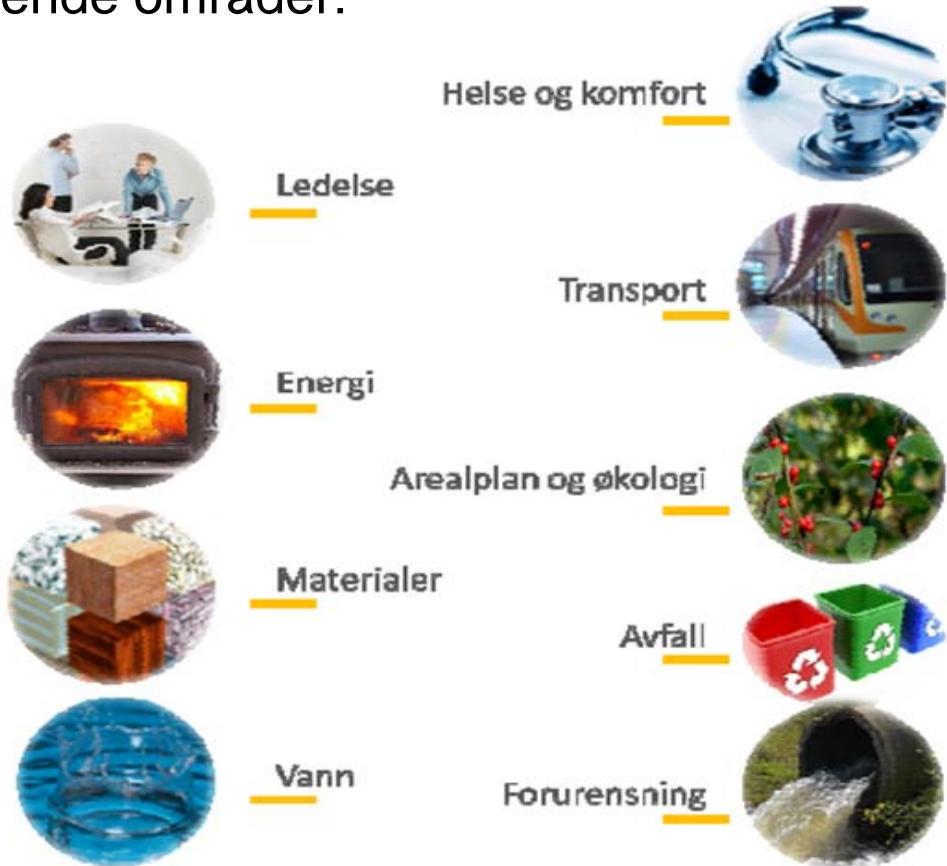 ende områder:
Helse og komfort
Ledelse
Transport
Energi
Arealplan og økologi
Materialer
Avfall
Vann
Forurensning